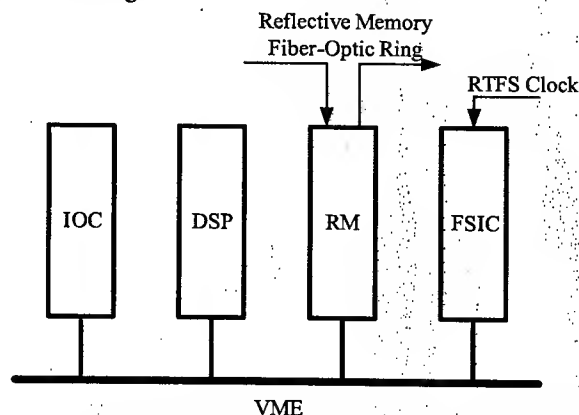 Reflective Memory
Fiber-Optic Ring
RTFS Clock
IOC
DSP
RM
FSIC
VME